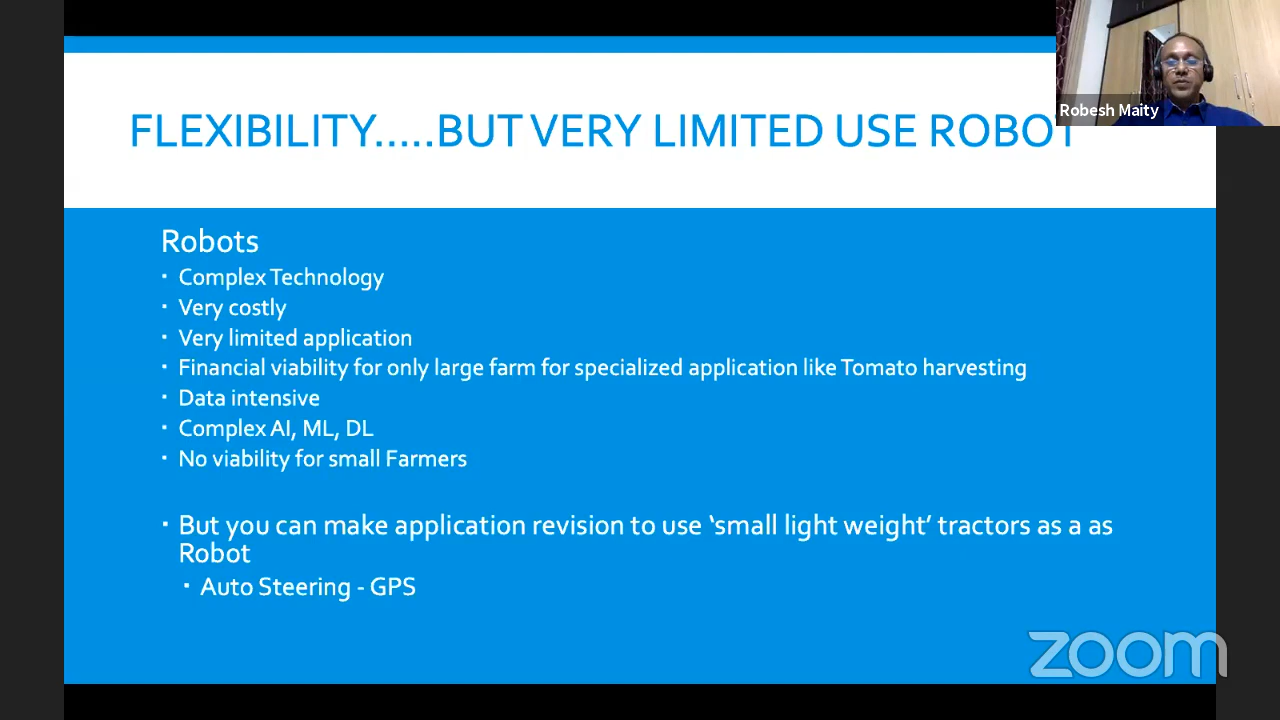 FLEXIBILITY.....BUT VERY LIMITED USE ROBOT
Robesh Maity
Robots
▪ Complex Technology
▪ Very costly
▪ Very limited application
▪ Financial viability for only large farm for specialized application like Tomato harvesting
▪ Data intensive
▪ Complex AI, ML, DL
▪ No viability for small Farmers
▪ But you can make application revision to use ‘small light weight’ tractors as a as
Robot
▪ Auto Steering - GPS
zoom